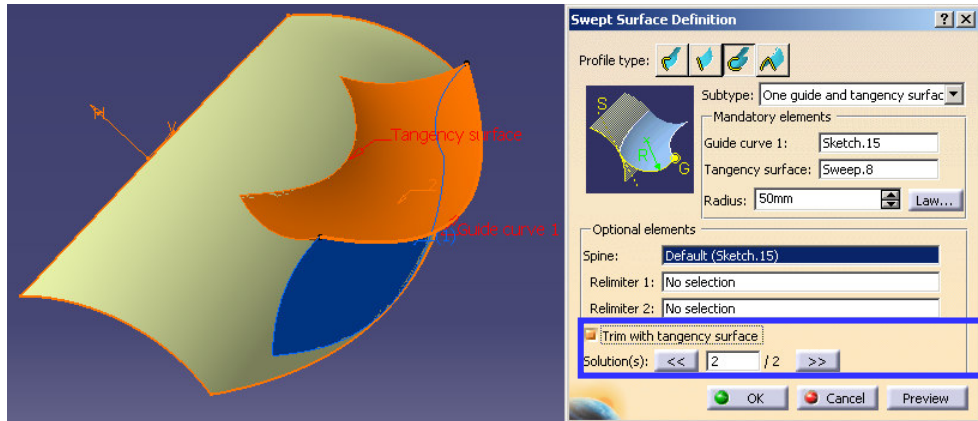 H
V
Tangency surface
2
Guide curve 1
(1)
Swept Surface Definition
? X
Profile type:
Subtype: One guide and tangency surfac
Mandatory elements
Guide curve 1: Sketch.15
Tangency surface: Sweep.8
Radius: 50mm Law...
S
R
G
Optional elements
Spine: Default (Sketch.15)
Relimiter 1: No selection
Relimiter 2: No selection
Trim with tangency surface
Solution(s): << 2 / 2 >>
OK Cancel Preview